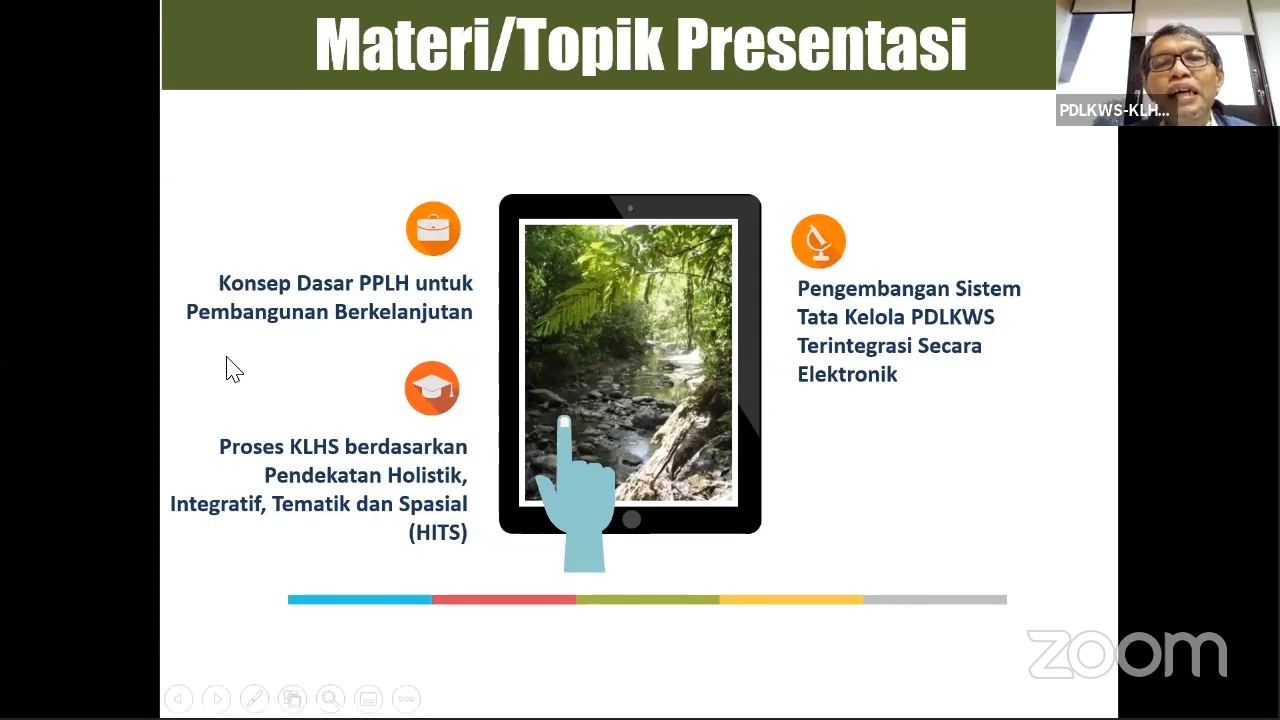 Materi/Topik Presentasi
PDLKWS-KLH...
Konsep Dasar PPLH untuk
Pembangunan Berkelanjutan
Proses KLHS berdasarkan
Pendekatan Holistik,
Integratif, Tematik dan Spasial
(HITS)
Pengembangan Sistem
Tata Kelola PDLKWS
Terintegrasi Secara
Elektronik
zoom